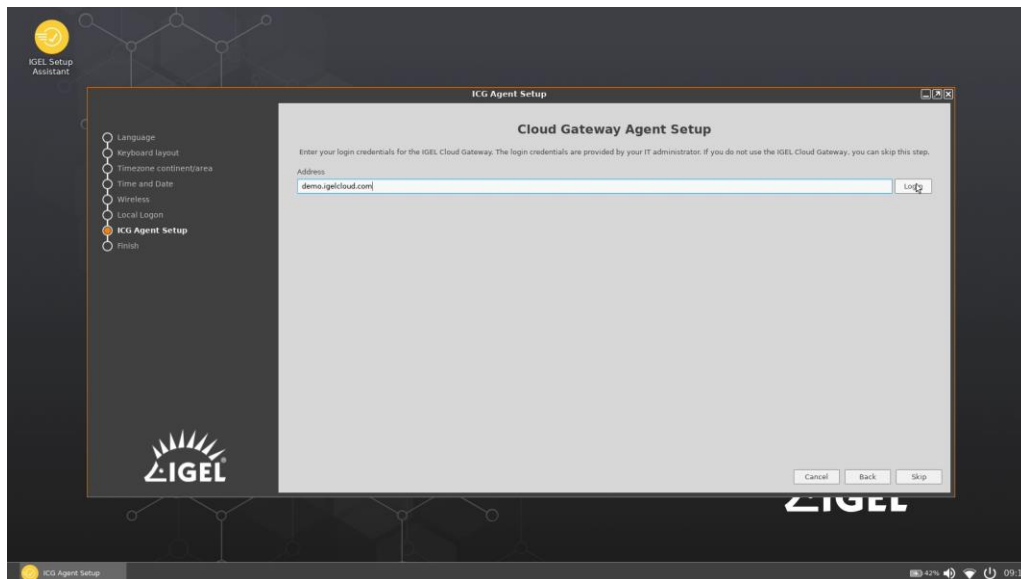 IGEL Setup
Assistant
ICG Agent Setup
Language
Keyboard layout
Timezone continent/area
Time and Date
Wireless
Local Logon
ICG Agent Setup
Finish
Cloud Gateway Agent Setup
Enter your login credentials for the IGEL Cloud Gateway. The login credentials are provided by your IT administrator. If you do not use the IGEL Cloud Gateway, you can skip this step.
Address
demo.igelcloud.com
Login
IGEL
Cancel
Back
Skip
IGEL
ICG Agent Setup
42%